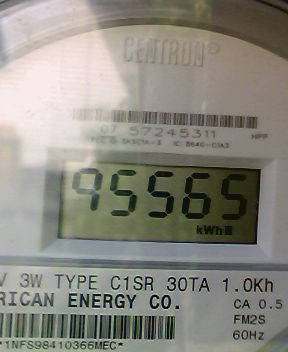 CENTRON®
07 57245311
95565
kWh
V 3W TYPE C1SR 30TA 1.0Kh
RICAN ENERGY CO. CA 0.5
FM2S
*1NFS98410366MEC* 60Hz